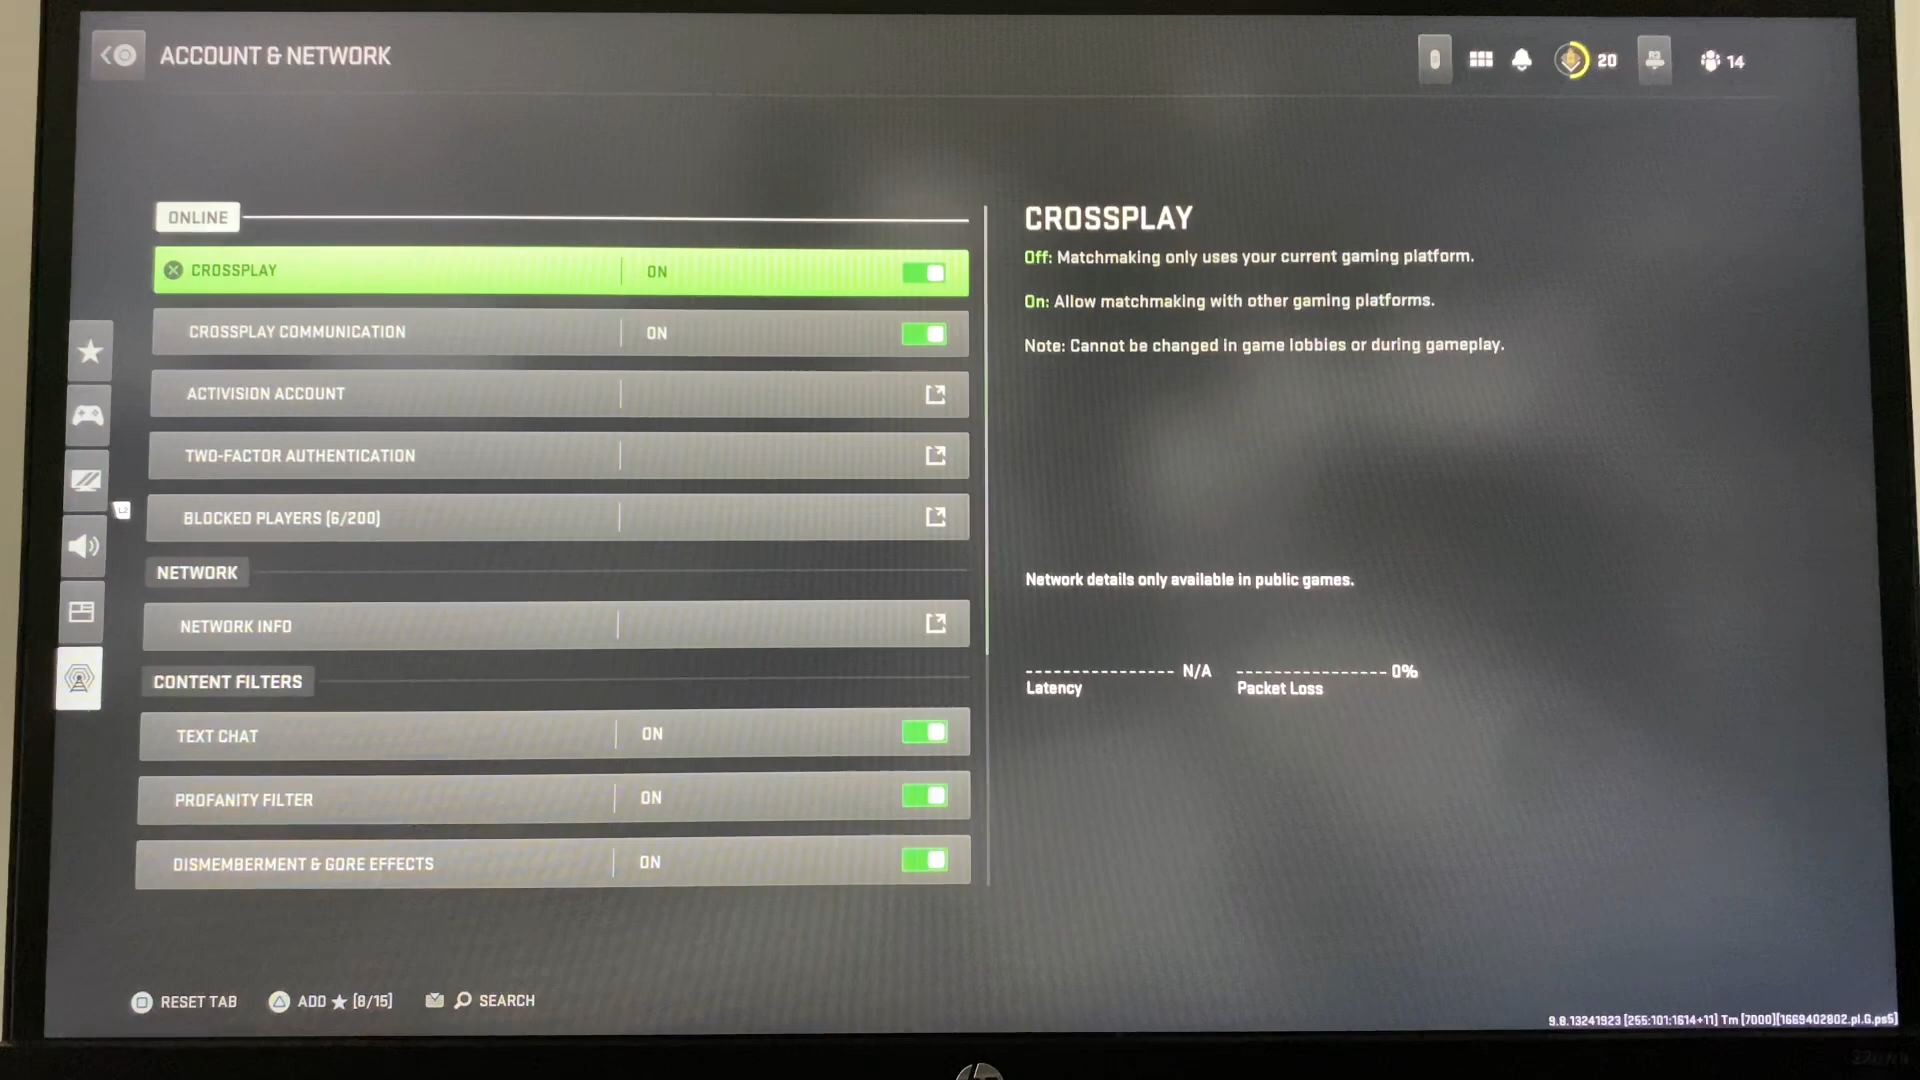 ACCOUNT & NETWORK
20
14
ONLINE
CROSSPLAY ON
CROSSPLAY COMMUNICATION ON
ACTIVISION ACCOUNT
TWO-FACTOR AUTHENTICATION
BLOCKED PLAYERS (6/200)
NETWORK
NETWORK INFO
CONTENT FILTERS
TEXT CHAT ON
PROFANITY FILTER ON
DISMEMBERMENT & GORE EFFECTS ON
L2
CROSSPLAY
Off: Matchmaking only uses your current gaming platform.
On: Allow matchmaking with other gaming platforms.
Note: Cannot be changed in game lobbies or during gameplay.
Network details only available in public games.
N/A
Latency
0%
Packet Loss
RESET TAB ADD ★ [8/15] SEARCH
9.8.13241923 [255:101:1614+11] Tm [7000][1669402802.pl.G.ps5]
hp